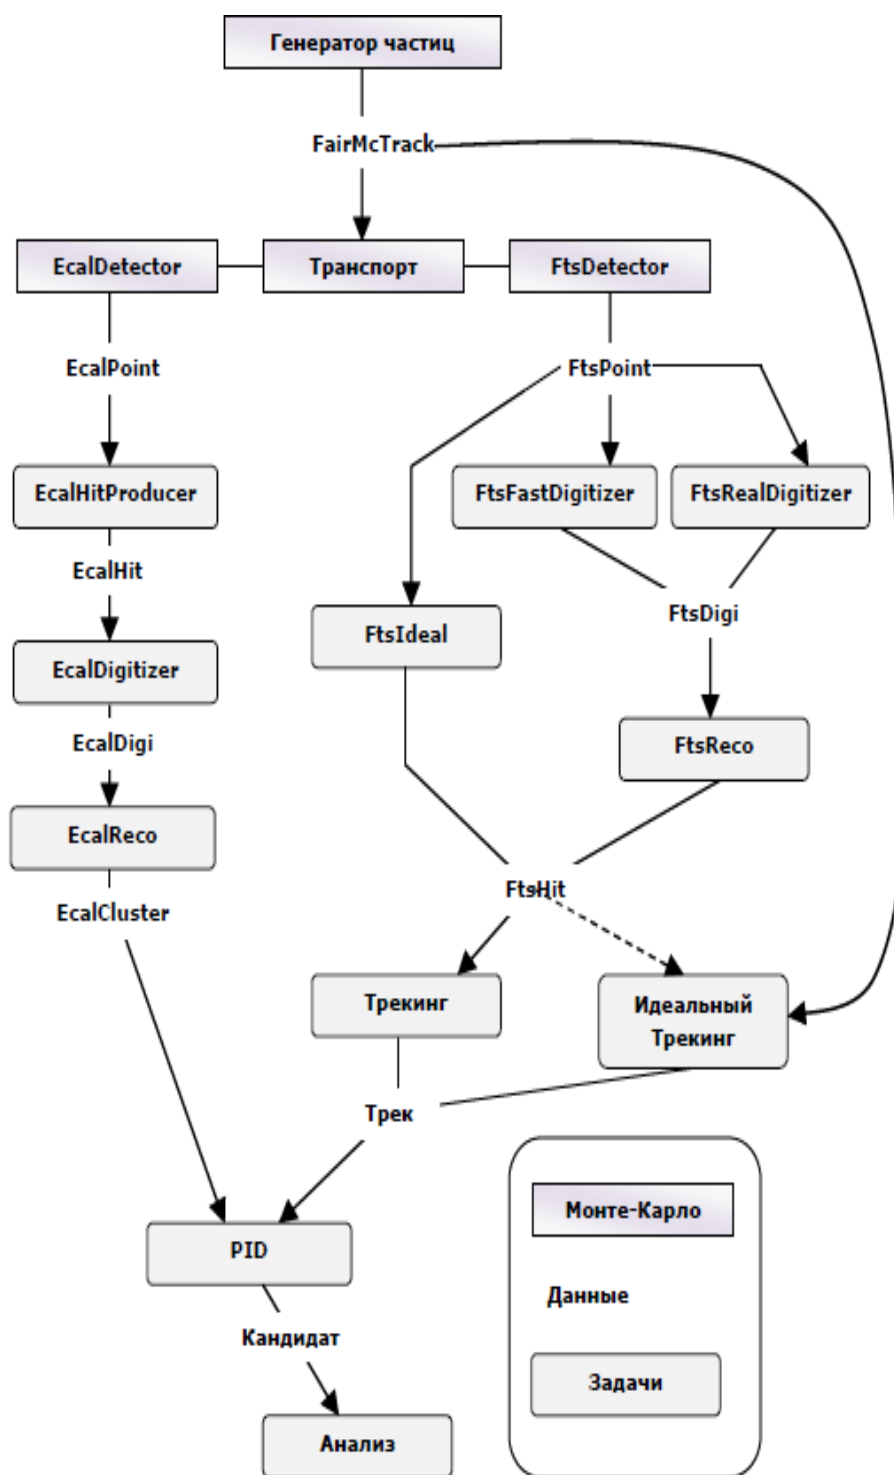 Генератор частиц
FairMcTrack
EcalDetector
Транспорт
FtsDetector
EcalPoint
FtsPoint
EcalHitProducer
FtsFastDigitizer
FtsRealDigitizer
EcalHit
FtsDigi
FtsIdeal
EcalDigitizer
EcalDigi
FtsReco
EcalReco
FtsHit
EcalCluster
Трекинг
Идеальный
Трекинг
Трек
Монте-Карло
PID
Данные
Кандидат
Задачи
Анализ